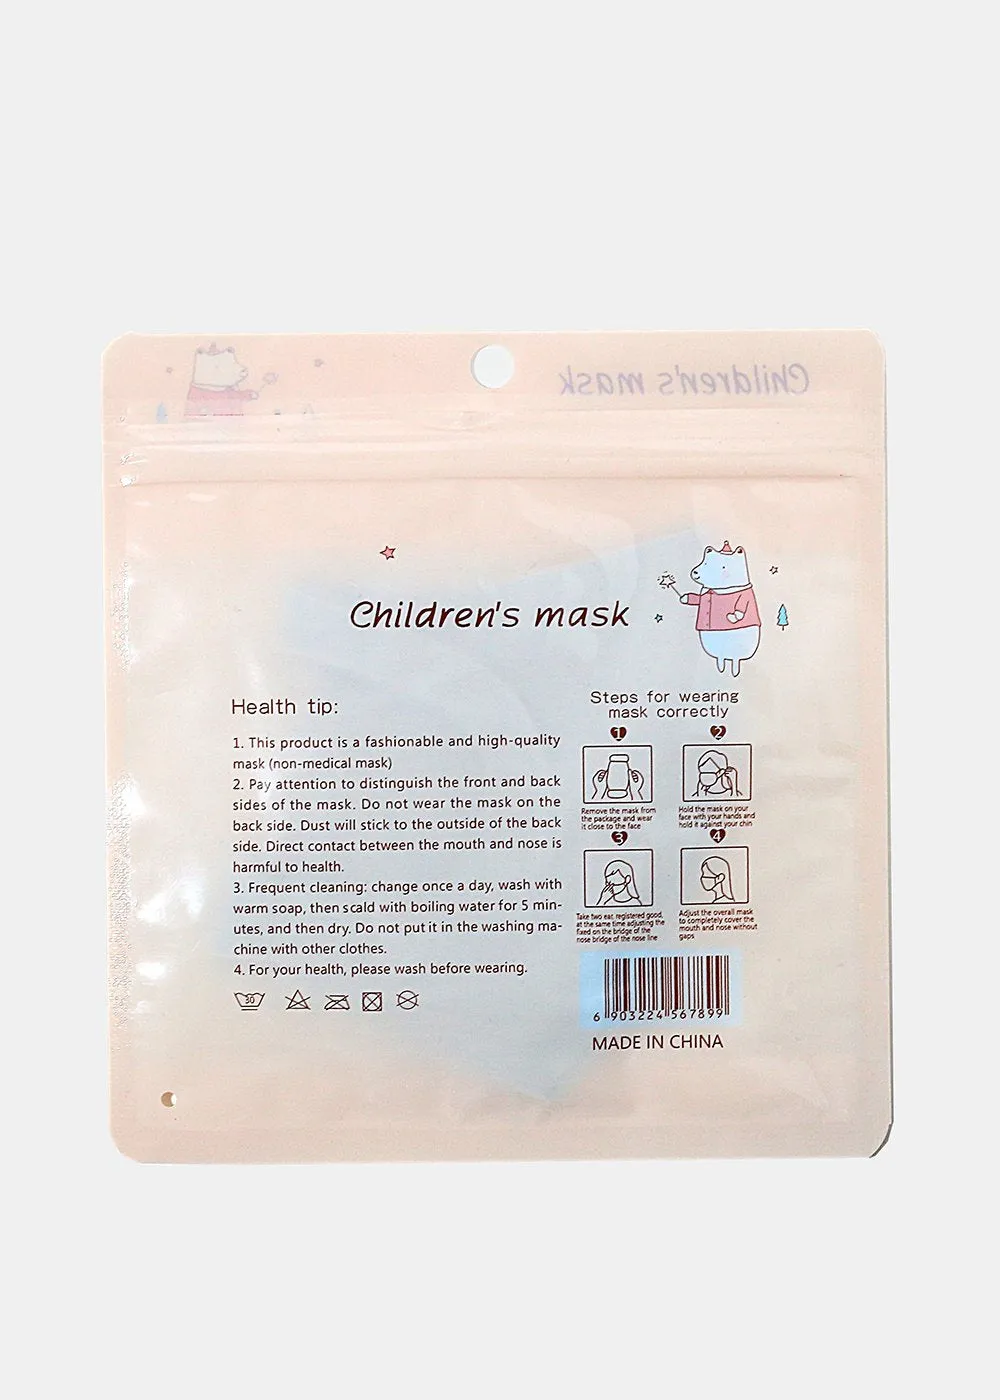 Children's mask
Children's mask
Health tip:
1. This product is a fashionable and high-quality
mask (non-medical mask)
2. Pay attention to distinguish the front and back
sides of the mask. Do not wear the mask on the
back side. Dust will stick to the outside of the back
side. Direct contact between the mouth and nose is
harmful to health.
3. Frequent cleaning: change once a day, wash with
warm soap, then scald with boiling water for 5 min-
utes, and then dry. Do not put it in the washing ma-
chine with other clothes.
4. For your health, please wash before wearing.
30
Steps for wearing
mask correctly
1
Remove the mask from
the package and wear
it close to the face
2
Hold the mask on your
face with your hands and
hold it against your chin
3
Take two ear, registered good,
at the same time adjusting the
fixed on the bridge of the
nose bridge of the nose line
4
Adjust the overall mask
to completely cover the
mouth and nose without
gaps
6 903224 567899
MADE IN CHINA